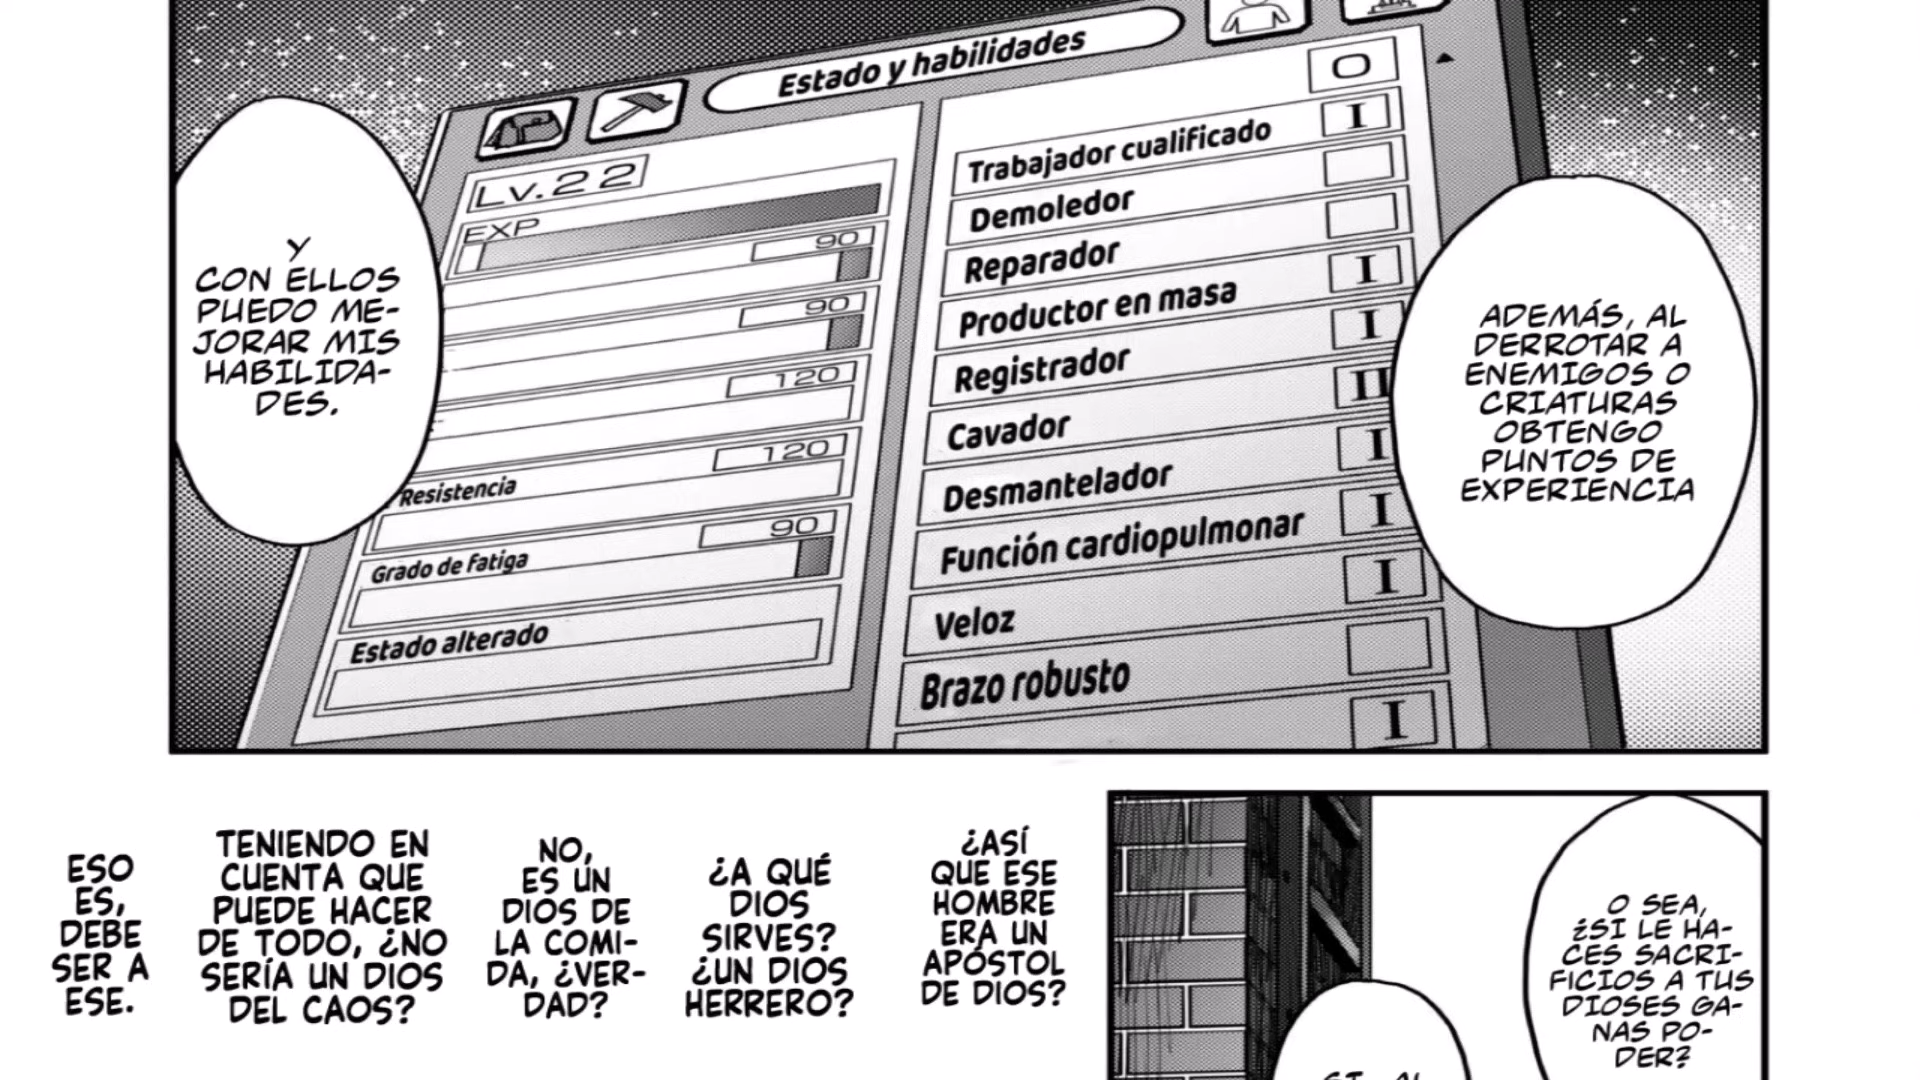 Estado y habilidades
ADEMÁS, AL
DERROTAR A
ENEMIGOS O
CRIATURAS
OBTENGO
PUNTOS DE
EXPERIENCIA
Y
CON ELLOS
PUEDO ME-
JORAR MIS
HABILIDA-
DES.
Lv.22
EXP
90
90
120
120
Resistencia
90
Grado de fatiga
Estado alterado
O
Trabajador cualificado I
Demoledor
Reparador
Productor en masa I
Registrador I
Cavador II
Desmantelador I
Función cardiopulmonar I
Veloz I
Brazo robusto
I
O SEA,
¿SI LE HA-
CES SACRI-
FICIOS A TUS
DIOSES GA-
NAS PO-
DER?
SI, AL
¿ASÍ
QUE ESE
HOMBRE
ERA UN
APÓSTOL
DE DIOS?
¿A QUÉ
DIOS
SIRVES?
¿UN DIOS
HERRERO?
NO,
ES UN
DIOS DE
LA COMI-
DA, ¿VER-
DAD?
TENIENDO EN
CUENTA QUE
PUEDE HACER
DE TODO, ¿NO
SERÍA UN DIOS
DEL CAOS?
ESO
ES,
DEBE
SER A
ESE.